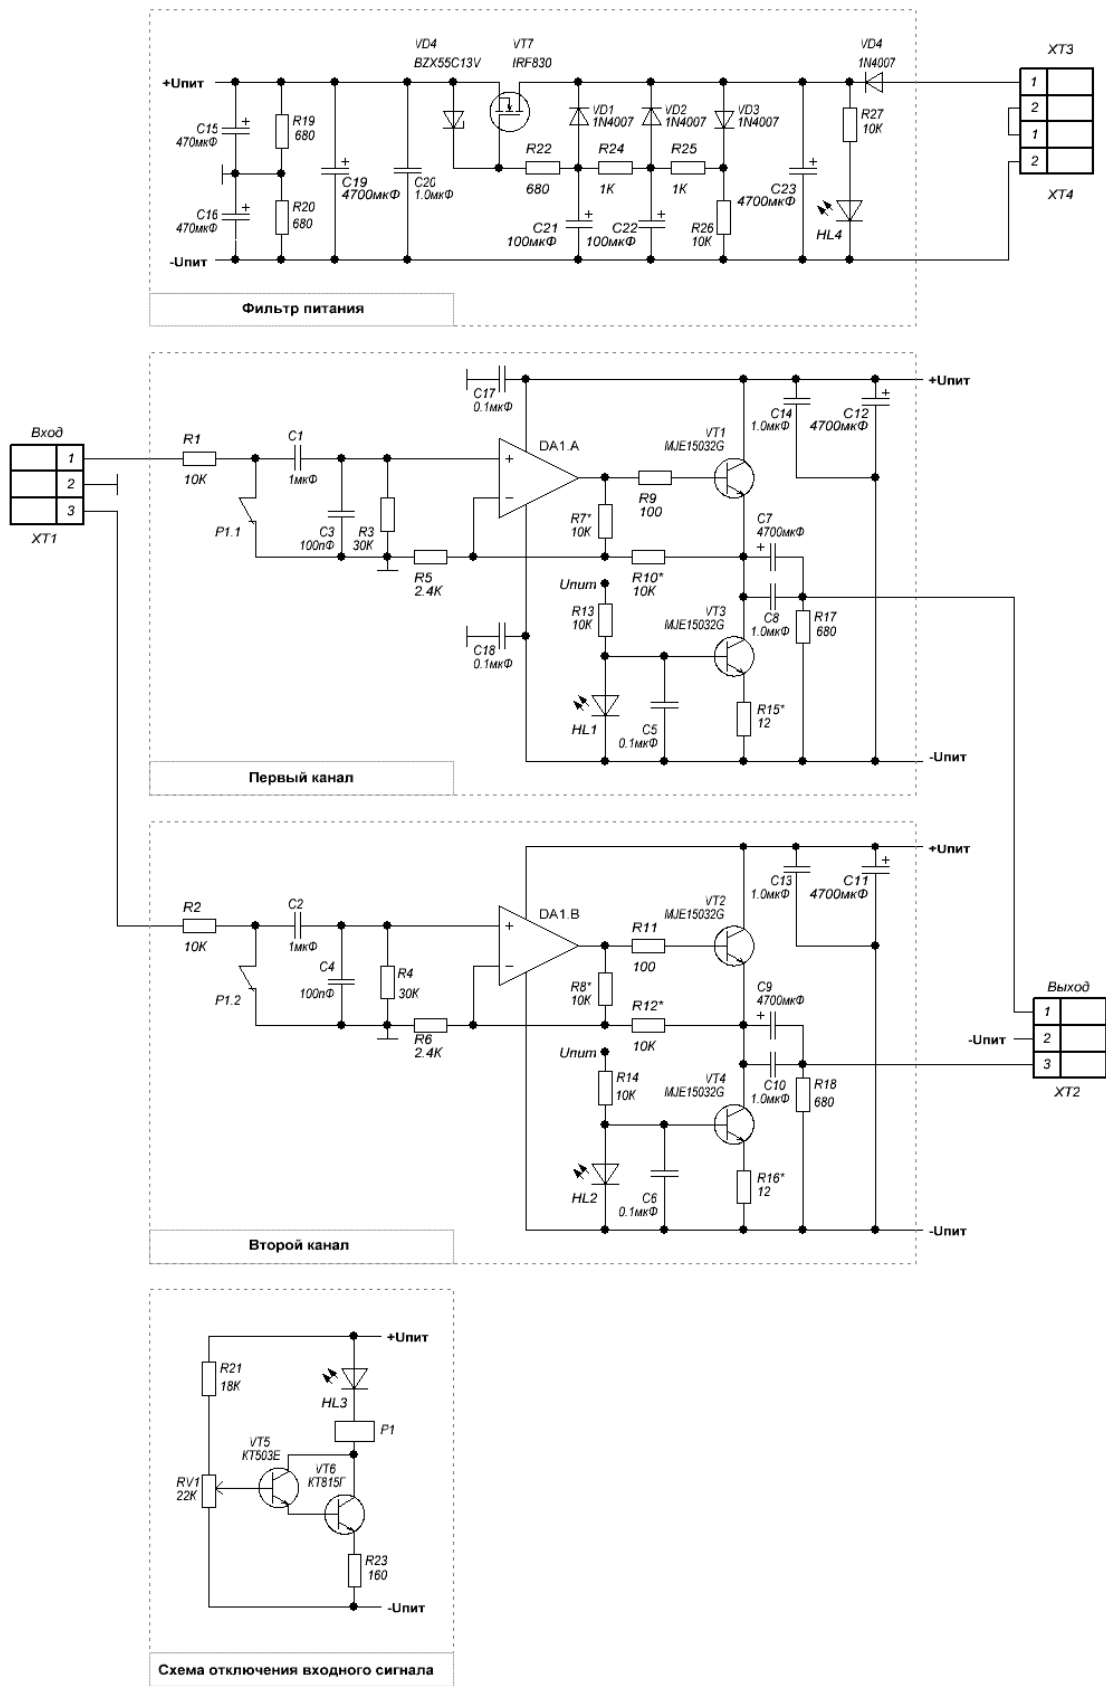 VD4
BZX55C13V
VT7
IRF830
VD4
1N4007
XT3
+Uпит
1
2
1
2
XT4
C15
470мкФ
R19
680
C16
470мкФ
R20
680
C19
4700мкФ
C20
1.0мкФ
R22
680
VD1
1N4007
R24
1K
VD2
1N4007
R25
1K
VD3
1N4007
C21
100мкФ
C22
100мкФ
R26
10K
C23
4700мкФ
R27
10K
HL4
-Uпит
Фильтр питания
Вход
1
2
3
XT1
R1
10K
P1.1
C1
1мкФ
C3
100пФ
R3
30K
R5
2.4K
C17
0.1мкФ
DA1.A
+
−
R7*
10K
R9
100
VT1
MJE15032G
C14
1.0мкФ
C12
4700мкФ
+Uпит
C7
4700мкФ
R10*
10K
Uпит
R13
10K
VT3
MJE15032G
C8
1.0мкФ
R17
680
C18
0.1мкФ
HL1
C5
0.1мкФ
R15*
12
-Uпит
Первый канал
R2
10K
P1.2
C2
1мкФ
C4
100пФ
R4
30K
R6
2.4K
DA1.B
+
−
R8*
10K
R11
100
VT2
MJE15032G
C13
1.0мкФ
C11
4700мкФ
+Uпит
C9
4700мкФ
R12*
10K
Uпит
R14
10K
VT4
MJE15032G
C10
1.0мкФ
R18
680
HL2
C6
0.1мкФ
R16*
12
-Uпит
Выход
1
-Uпит
2
3
XT2
Второй канал
+Uпит
R21
18K
HL3
P1
VT5
КТ503Е
VT6
КТ815Г
RV1
22K
R23
160
-Uпит
Схема отключения входного сигнала